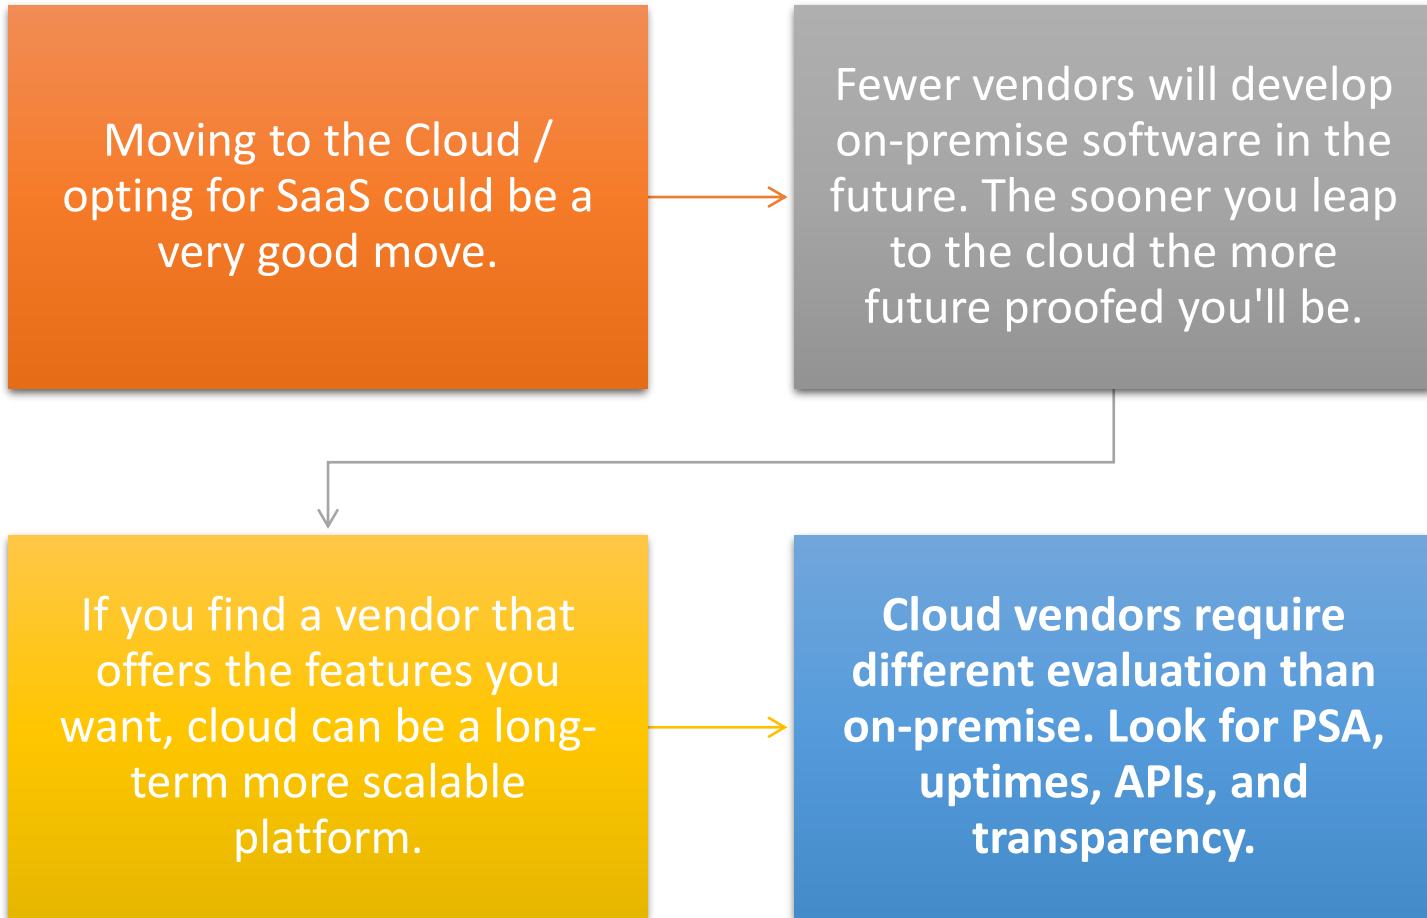 Moving to the Cloud /
opting for SaaS could be a
very good move.
Fewer vendors will develop
on-premise software in the
future. The sooner you leap
to the cloud the more
future proofed you'll be.
If you find a vendor that
offers the features you
want, cloud can be a long-
term more scalable
platform.
Cloud vendors require
different evaluation than
on-premise. Look for PSA,
uptimes, APIs, and
transparency.